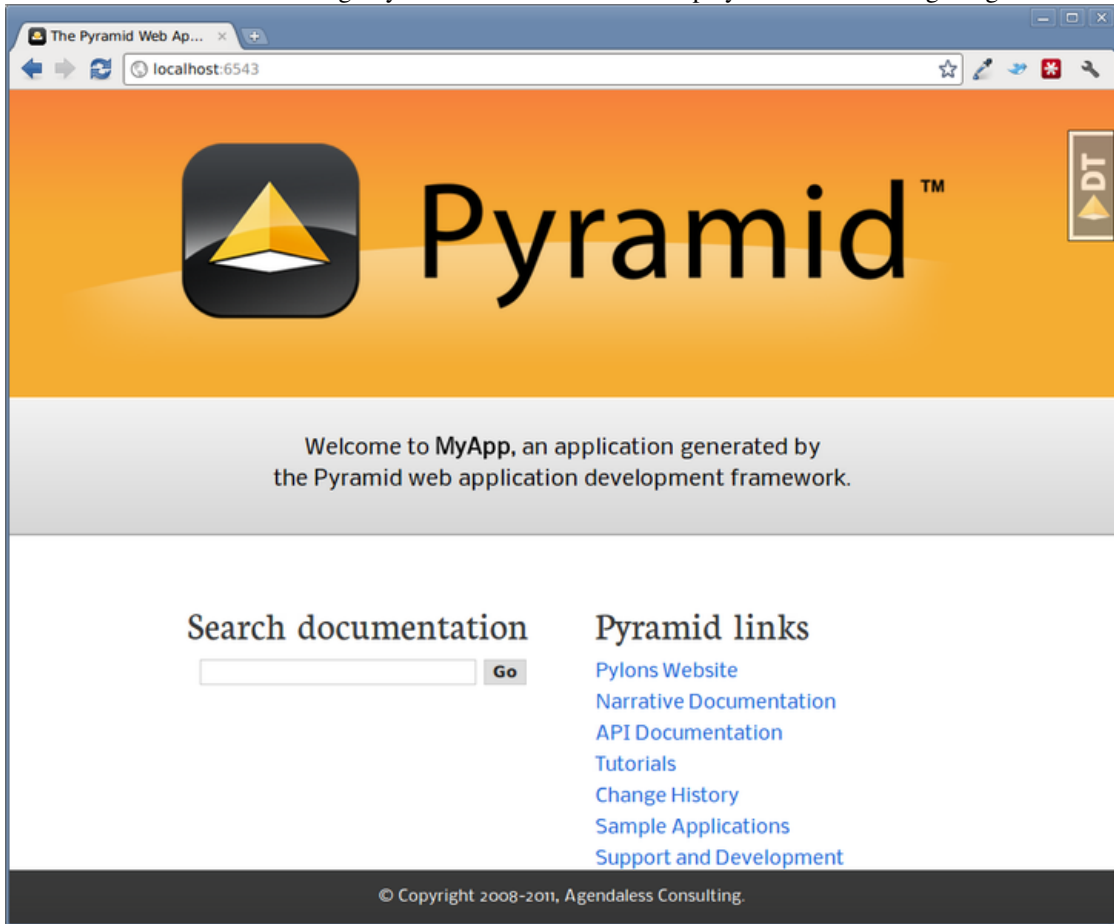 The Pyramid Web Ap...
localhost:6543
DT
Pyramid™
Welcome to MyApp, an application generated by
the Pyramid web application development framework.
Search documentation
Go
Pyramid links
Pylons Website
Narrative Documentation
API Documentation
Tutorials
Change History
Sample Applications
Support and Development
© Copyright 2008-2011, Agendaless Consulting.